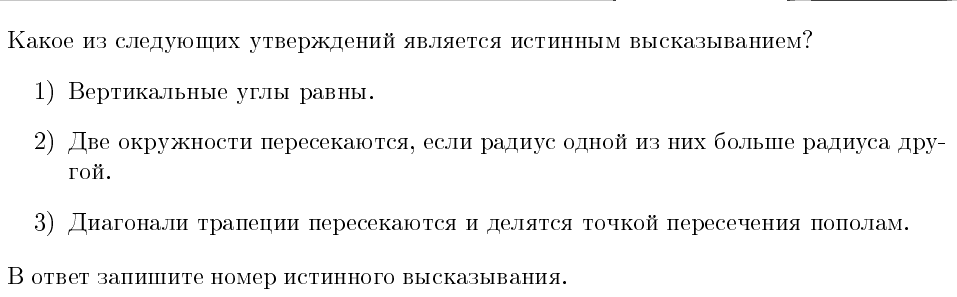 Какое из следующих утверждений является истинным высказыванием?
1) Вертикальные углы равны.
2) Две окружности пересекаются, если радиус одной из них больше радиуса дру-
гой.
3) Диагонали трапеции пересекаются и делятся точкой пересечения пополам.
В ответ запишите номер истинного высказывания.